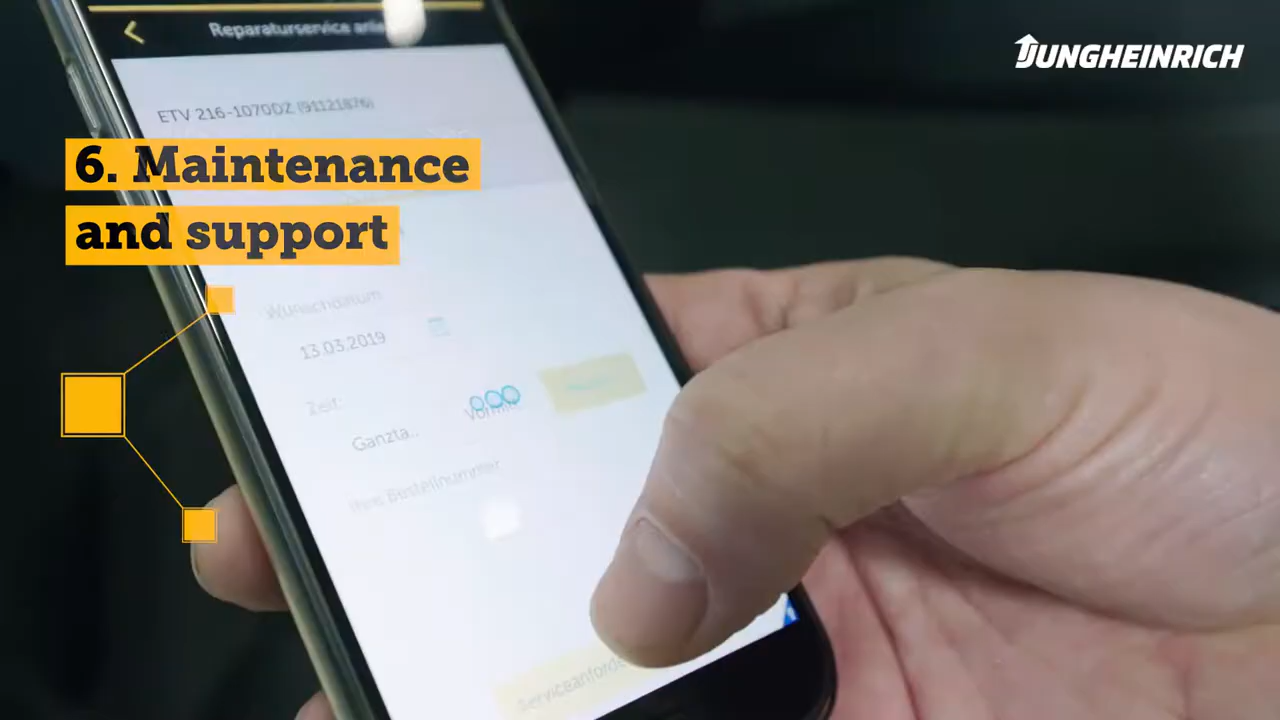 Reparaturservice
JUNGHEINRICH
ETV 216-1070DZ (91121876)
6. Maintenance
and support
Wunschdatum
13.03.2019
Zeit:
Ganzta..
Ihre Bestellnummer